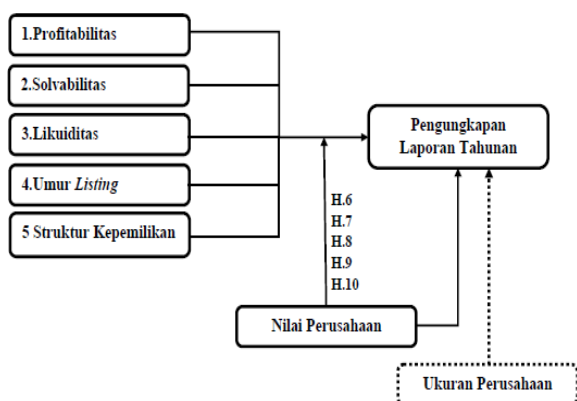 1.Profitabilitas
2.Solvabilitas
3.Likuiditas
4.Umur Listing
5 Struktur Kepemilikan
Pengungkapan
Laporan Tahunan
H.6
H.7
H.8
H.9
H.10
Nilai Perusahaan
Ukuran Perusahaan